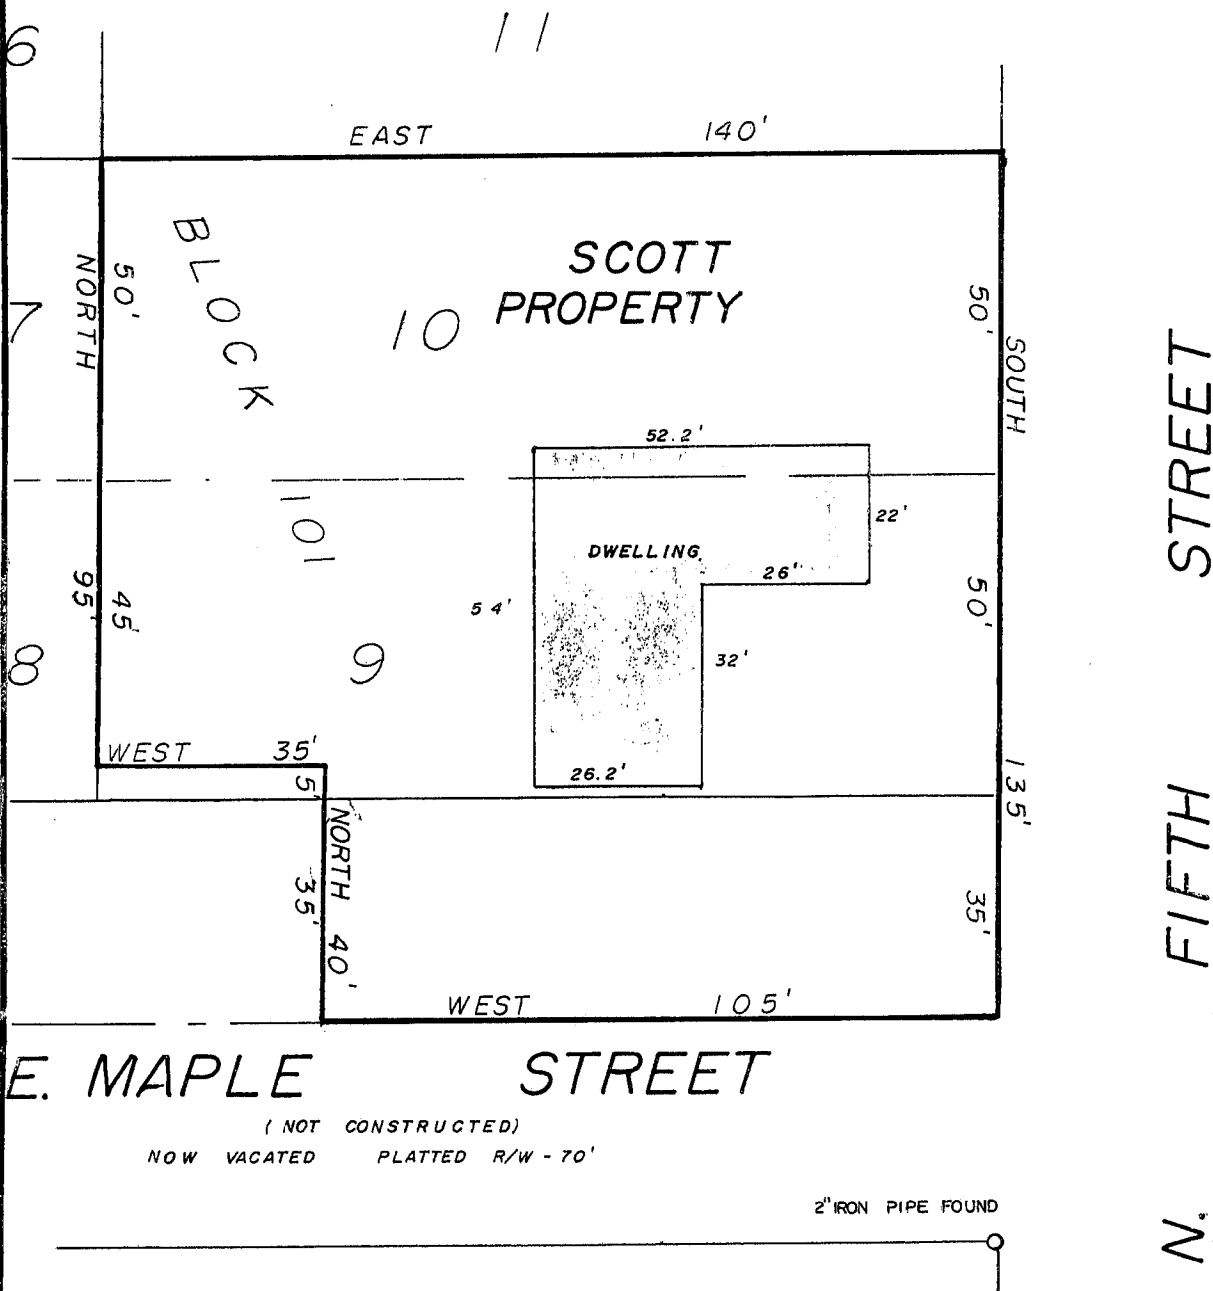 6
11
EAST 140'
BLOCK
101
NORTH
50'
SCOTT
PROPERTY
7
10
50'
SOUTH
52.2'
22'
DWELLING
26'
54'
32'
26.2'
95'
45'
50'
8
9
WEST 35'
5'
135'
NORTH 40'
35'
35'
WEST 105'
E. MAPLE STREET
(NOT CONSTRUCTED)
NOW VACATED PLATTED R/W - 70'
2" IRON PIPE FOUND
N. FIFTH STREET